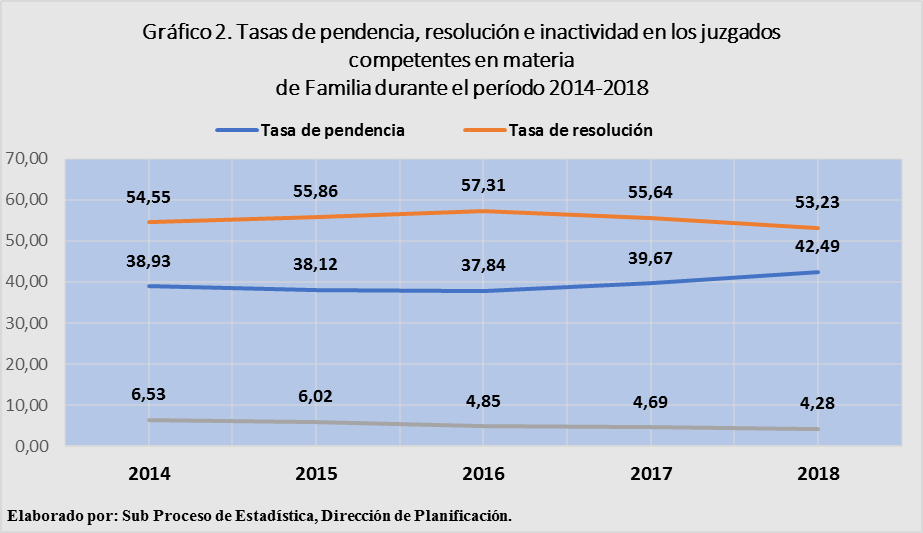 Gráfico 2. Tasas de pendencia, resolución e inactividad en los juzgados
competentes en materia
de Familia durante el período 2014-2018
Tasa de pendencia Tasa de resolución
70,00
60,00
50,00
40,00
30,00
20,00
10,00
0,00
54,55 55,86 57,31 55,64 53,23
38,93 38,12 37,84 39,67 42,49
6,53 6,02 4,85 4,69 4,28
2014 2015 2016 2017 2018
Elaborado por: Sub Proceso de Estadística, Dirección de Planificación.